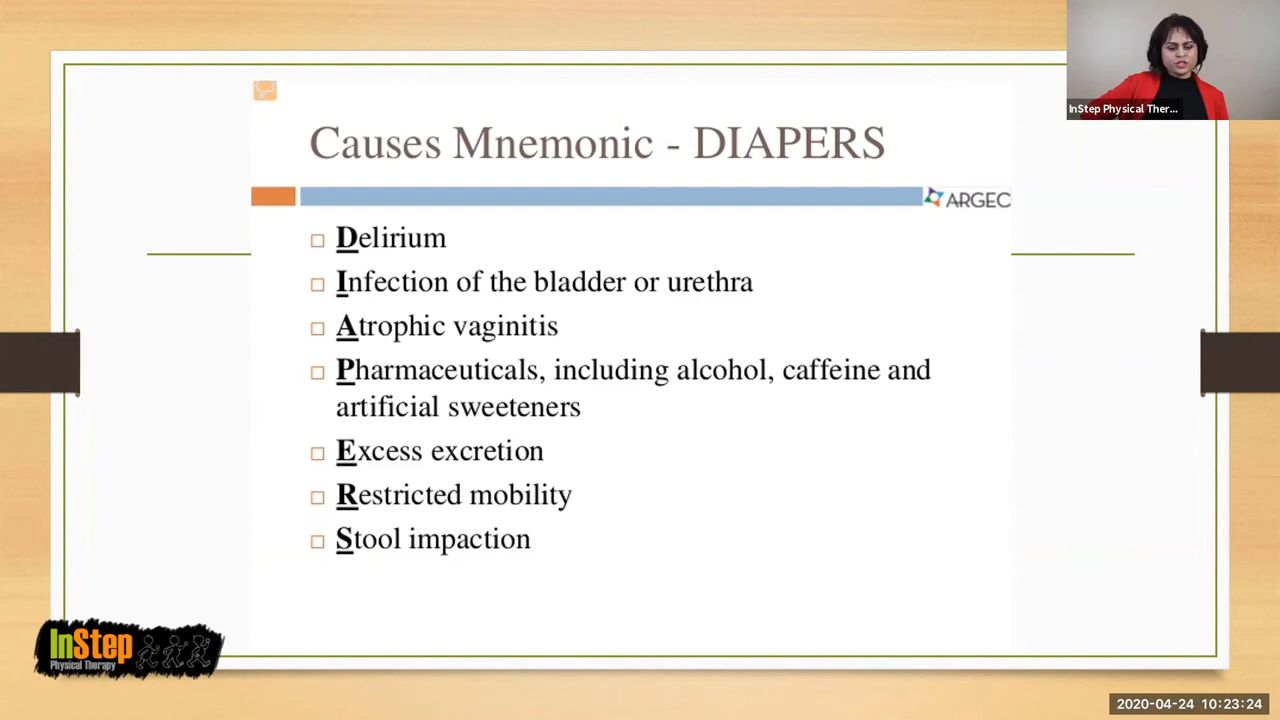 InStep Physical Ther...
Causes Mnemonic - DIAPERS
ARGEC
Delirium
Infection of the bladder or urethra
Atrophic vaginitis
Pharmaceuticals, including alcohol, caffeine and
artificial sweeteners
Excess excretion
Restricted mobility
Stool impaction
InStep
Physical Therapy
2020-04-24 10:23:24